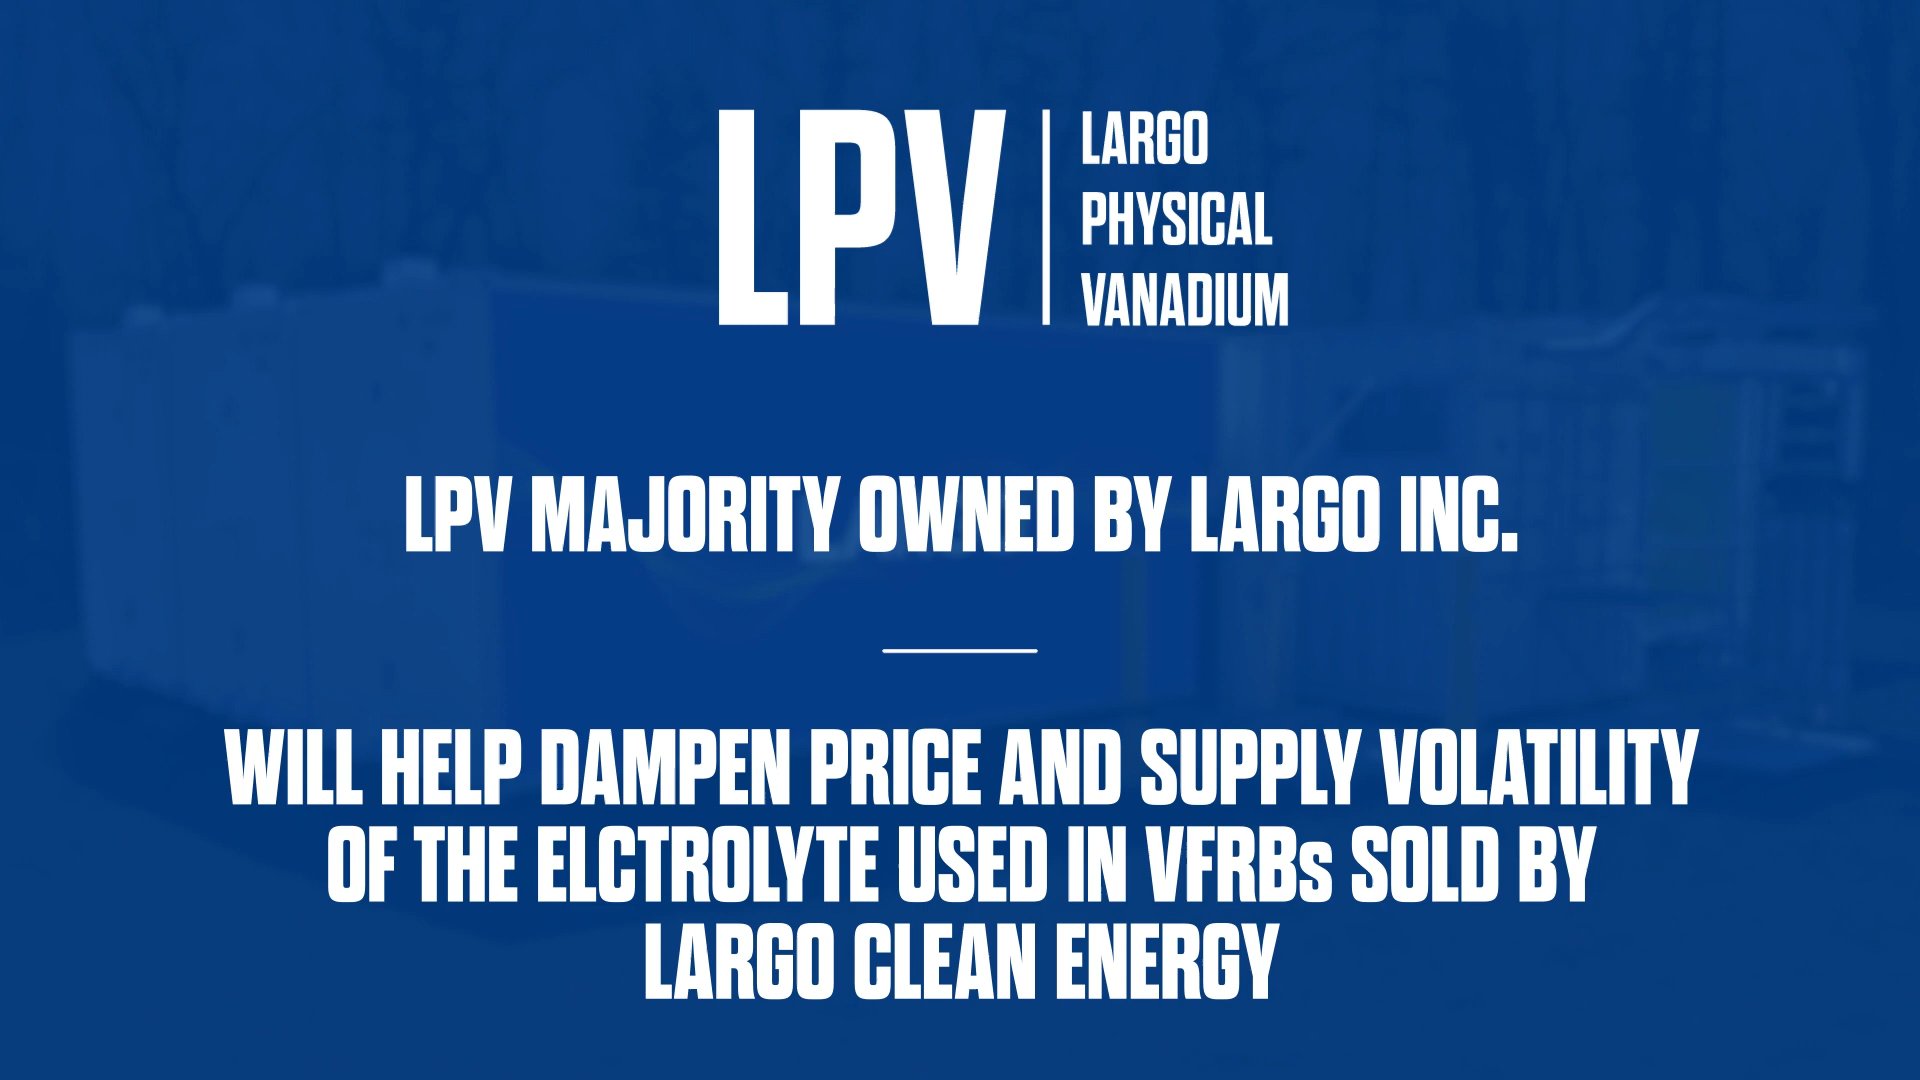 LPV
LARGO
PHYSICAL
VANADIUM
LPV MAJORITY OWNED BY LARGO INC.
WILL HELP DAMPEN PRICE AND SUPPLY VOLATILITY
OF THE ELCTROLYTE USED IN VFRBs SOLD BY
LARGO CLEAN ENERGY